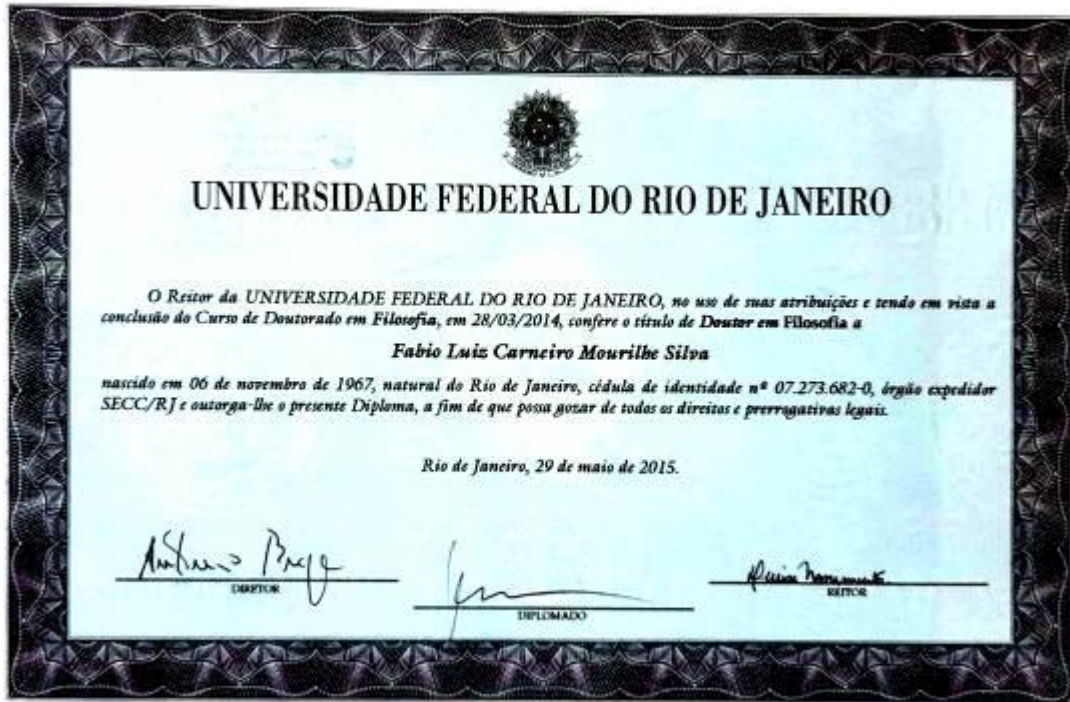 UNIVERSIDADE FEDERAL DO RIO DE JANEIRO
O Reitor da UNIVERSIDADE FEDERAL DO RIO DE JANEIRO, no uso de suas atribuições e tendo em vista a
conclusão do Curso de Doutorado em Filosofia, em 28/03/2014, confere o título de Doutor em Filosofia a
Fabio Luiz Carneiro Mourilhe Silva
nascido em 06 de novembro de 1967, natural do Rio de Janeiro, cédula de identidade nº 07.273.682-0, órgão expedidor
SECC/RJ e outorga-lhe o presente Diploma, a fim de que possa gozar de todos os direitos e prerrogativas legais.
Rio de Janeiro, 29 de maio de 2015.
DIRETOR
DIPLOMADO
REITOR